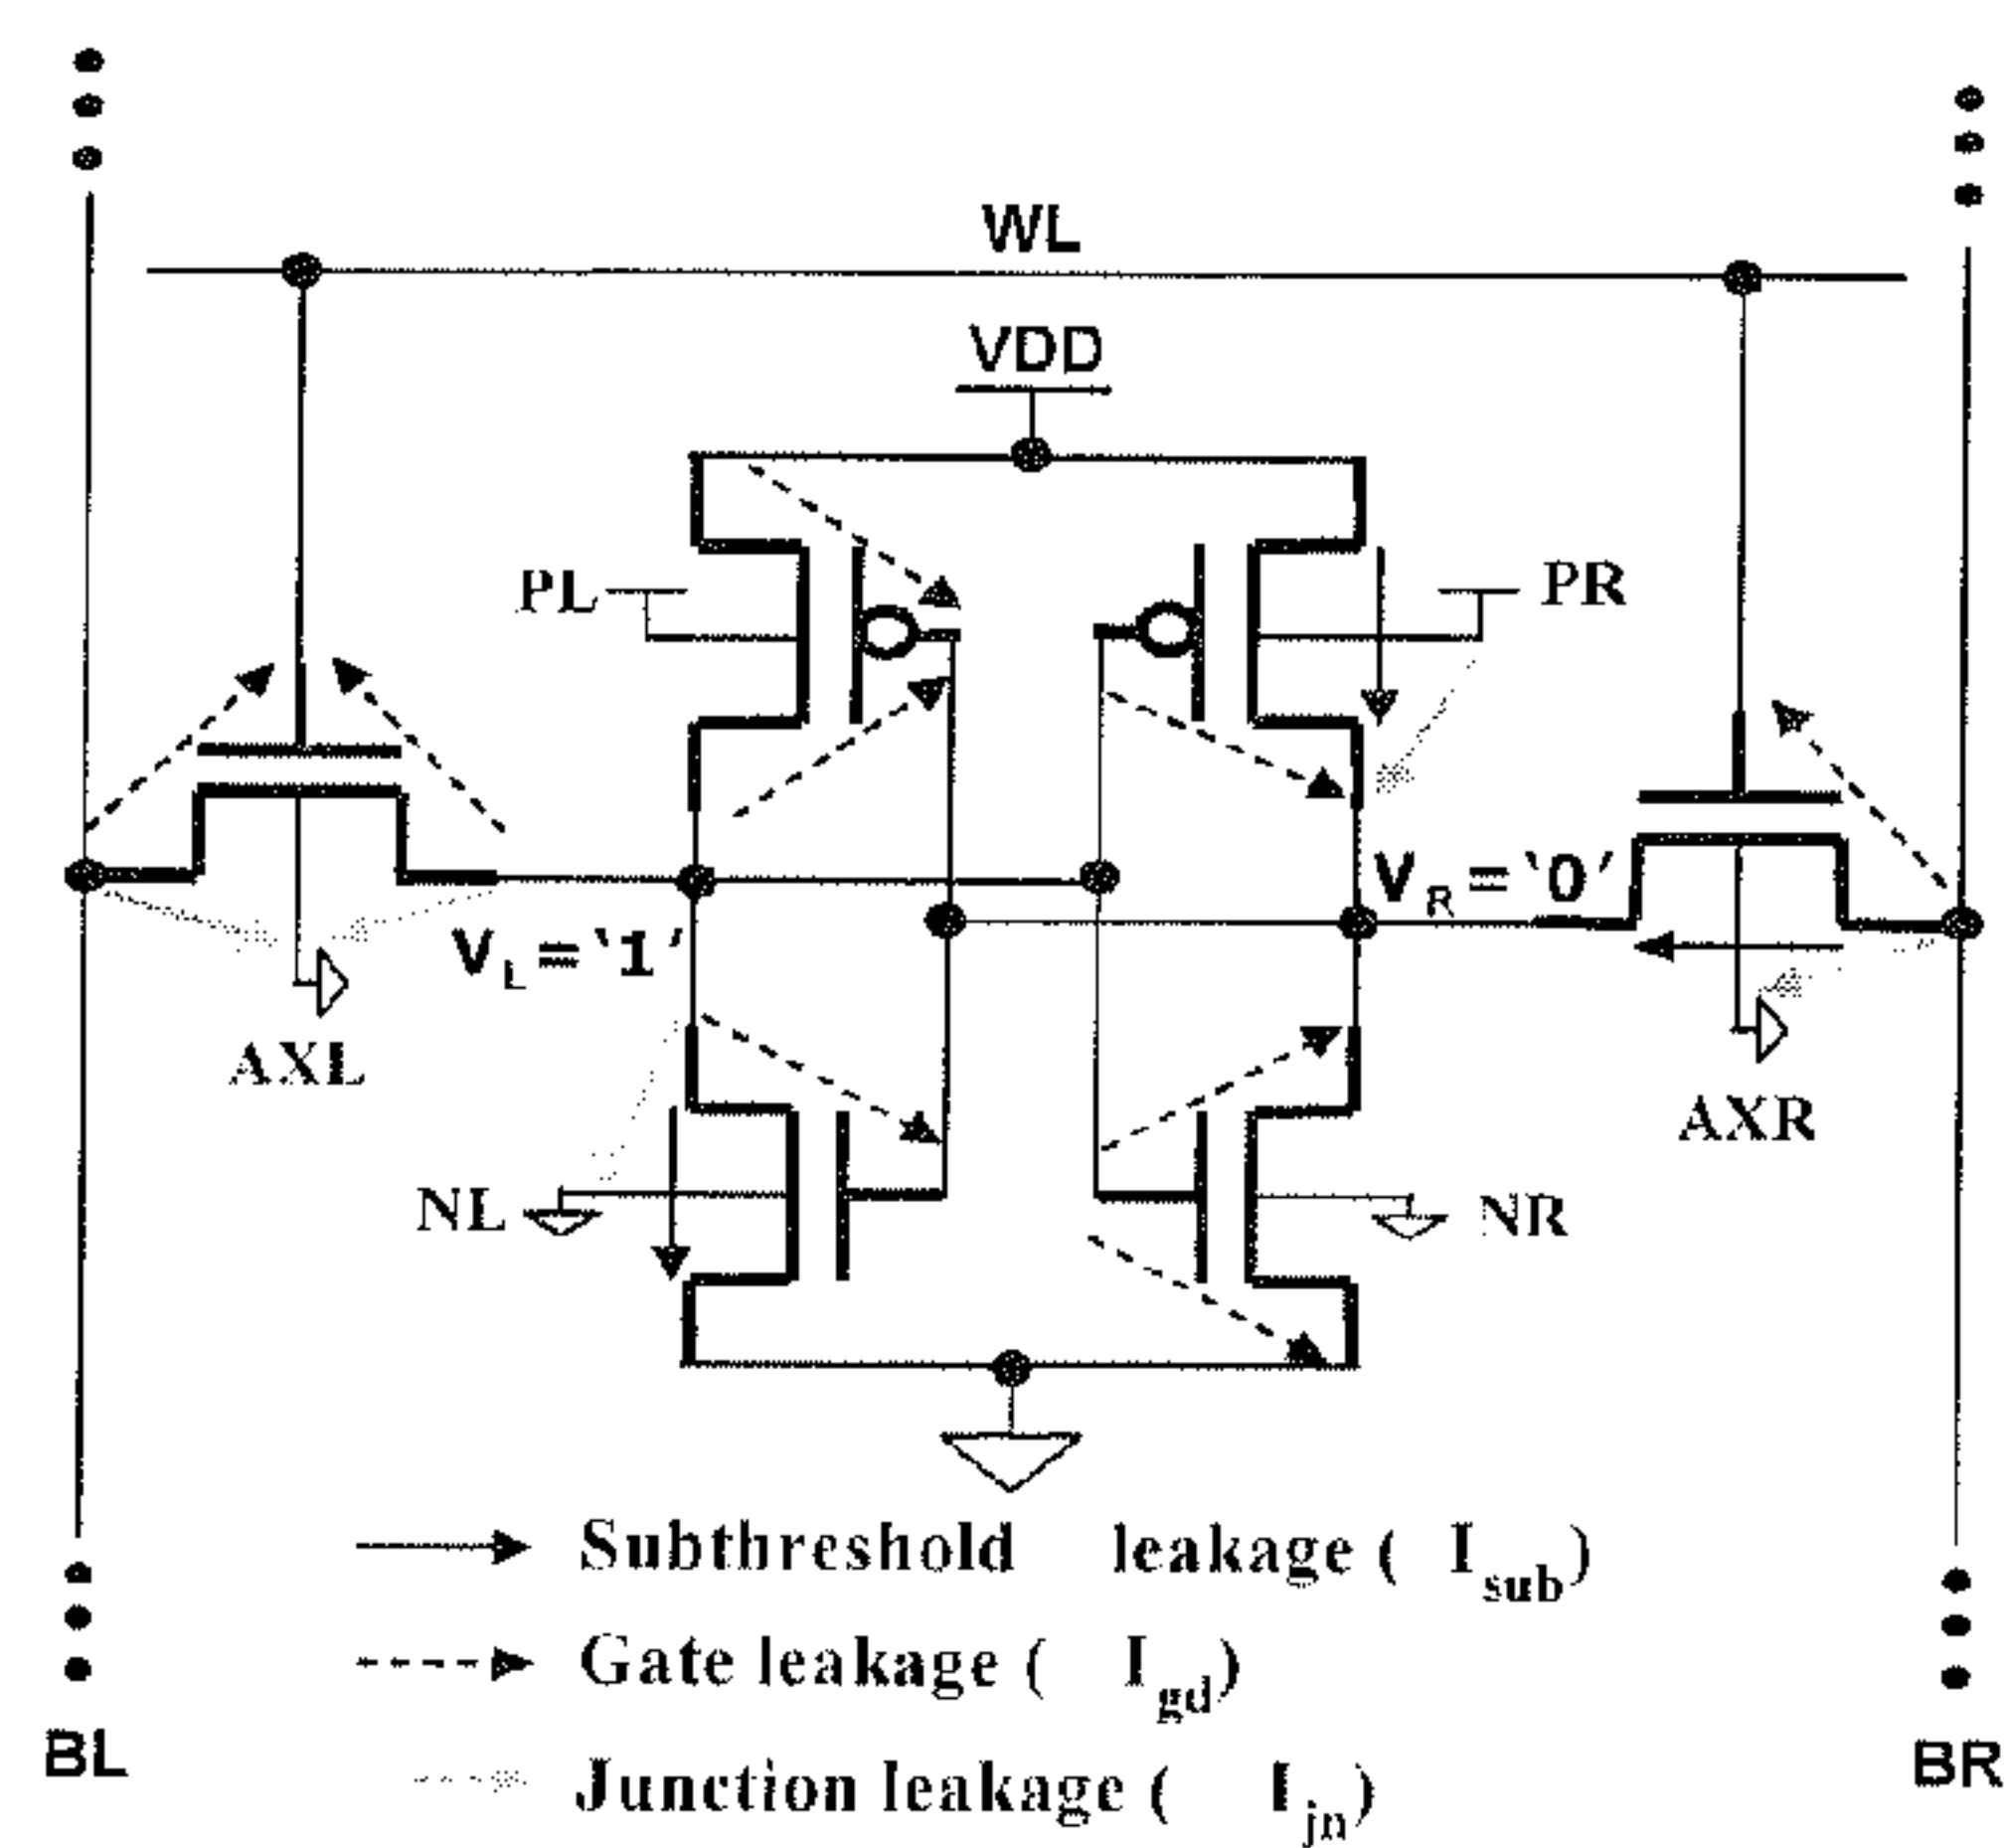 WL
VDD
PL
PR
V_L='1'
V_R='0'
AXL
AXR
NL
NR
Subthreshold leakage ( I_sub)
Gate leakage ( I_gd)
Junction leakage ( I_jn)
BL
BR